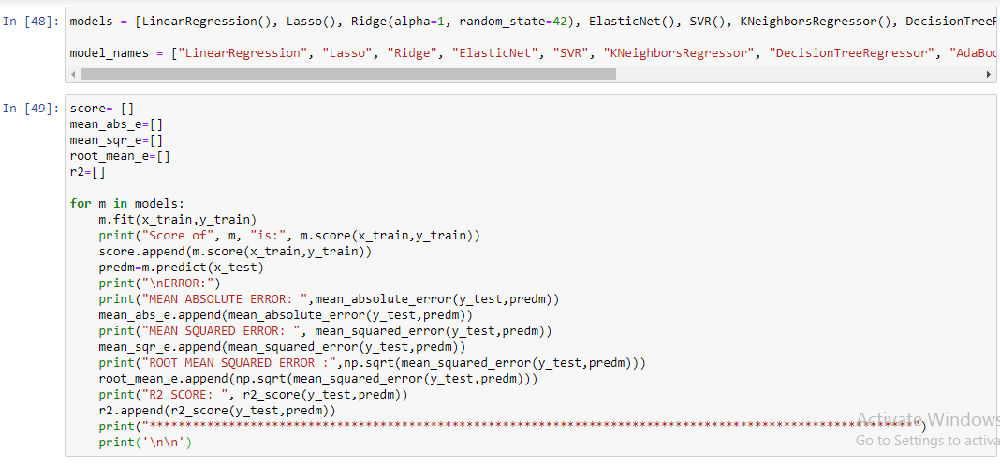 In [48]: models = [LinearRegression(), Lasso(), Ridge(alpha=1, random_state=42), ElasticNet(), SVR(), KNeighborsRegressor(), DecisionTreeR
model_names = ["LinearRegression", "Lasso", "Ridge", "ElasticNet", "SVR", "KNeighborsRegressor", "DecisionTreeRegressor", "AdaBoo
In [49]: score= []
mean_abs_e=[]
mean_sqr_e=[]
root_mean_e=[]
r2=[]
for m in models:
    m.fit(x_train,y_train)
    print("Score of", m, "is:", m.score(x_train,y_train))
    score.append(m.score(x_train,y_train))
    predm=m.predict(x_test)
    print("\nERROR:")
    print("MEAN ABSOLUTE ERROR: ",mean_absolute_error(y_test,predm))
    mean_abs_e.append(mean_absolute_error(y_test,predm))
    print("MEAN SQUARED ERROR: ", mean_squared_error(y_test,predm))
    mean_sqr_e.append(mean_squared_error(y_test,predm))
    print("ROOT MEAN SQUARED ERROR :",np.sqrt(mean_squared_error(y_test,predm)))
    root_mean_e.append(np.sqrt(mean_squared_error(y_test,predm)))
    print("R2 SCORE: ", r2_score(y_test,predm))
    r2.append(r2_score(y_test,predm))
    print("**********************************************************************************************************")
    print('\n\n')
Activate Windows
Go to Settings to activa